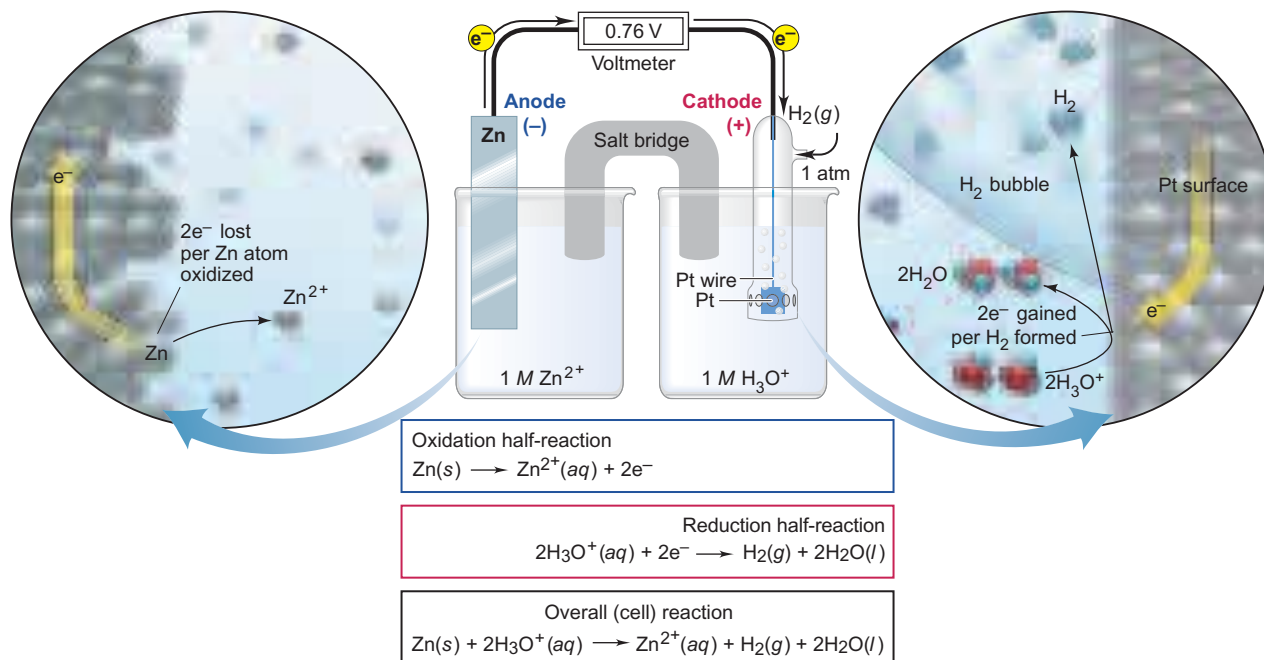 e–
0.76 V
e–
Voltmeter
Anode
(–)
Cathode
(+)
H2(g)
Zn
Salt bridge
1 atm
Pt wire
Pt
1 M Zn2+
1 M H3O+
e–
2e– lost
per Zn atom
oxidized
Zn2+
Zn
H2
H2 bubble
Pt surface
2H2O
2e– gained
per H2 formed
e–
2H3O+
Oxidation half-reaction
Zn(s) ⟶ Zn2+(aq) + 2e–
Reduction half-reaction
2H3O+(aq) + 2e– ⟶ H2(g) + 2H2O(l)
Overall (cell) reaction
Zn(s) + 2H3O+(aq) ⟶ Zn2+(aq) + H2(g) + 2H2O(l)